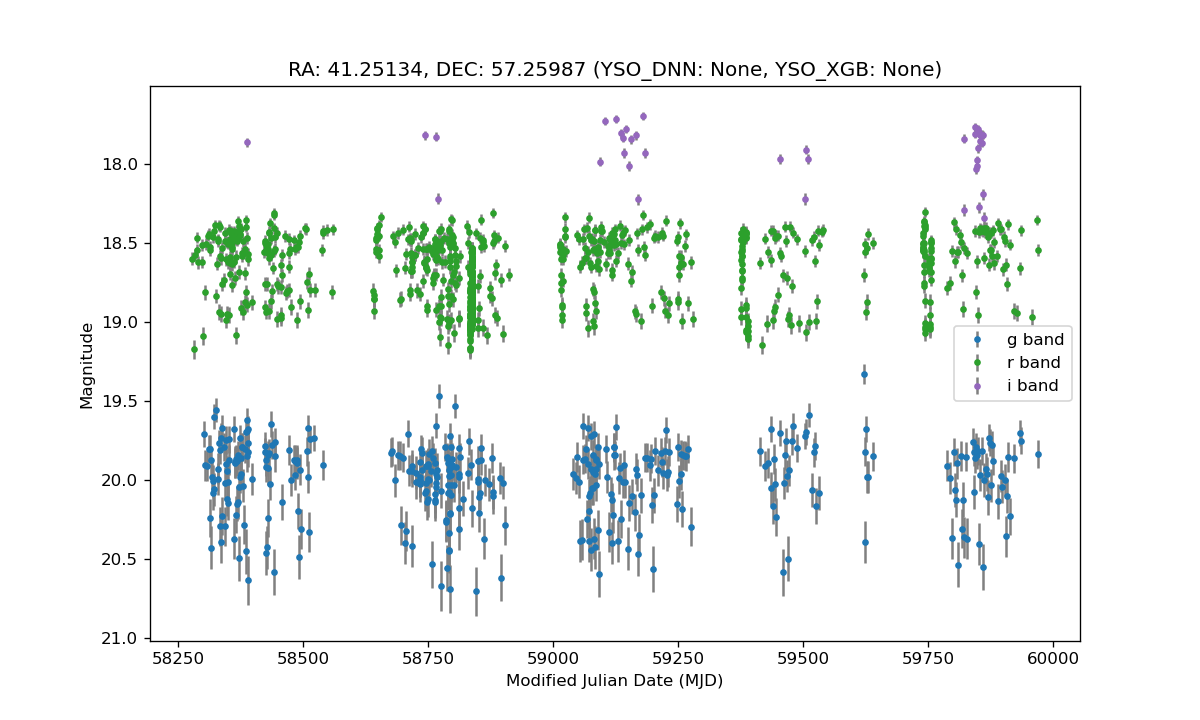 RA: 41.25134, DEC: 57.25987 (YSO_DNN: None, YSO_XGB: None)
Magnitude
18.0
18.5
19.0
19.5
20.0
20.5
21.0
g band
r band
i band
58250 58500 58750 59000 59250 59500 59750 60000
Modified Julian Date (MJD)